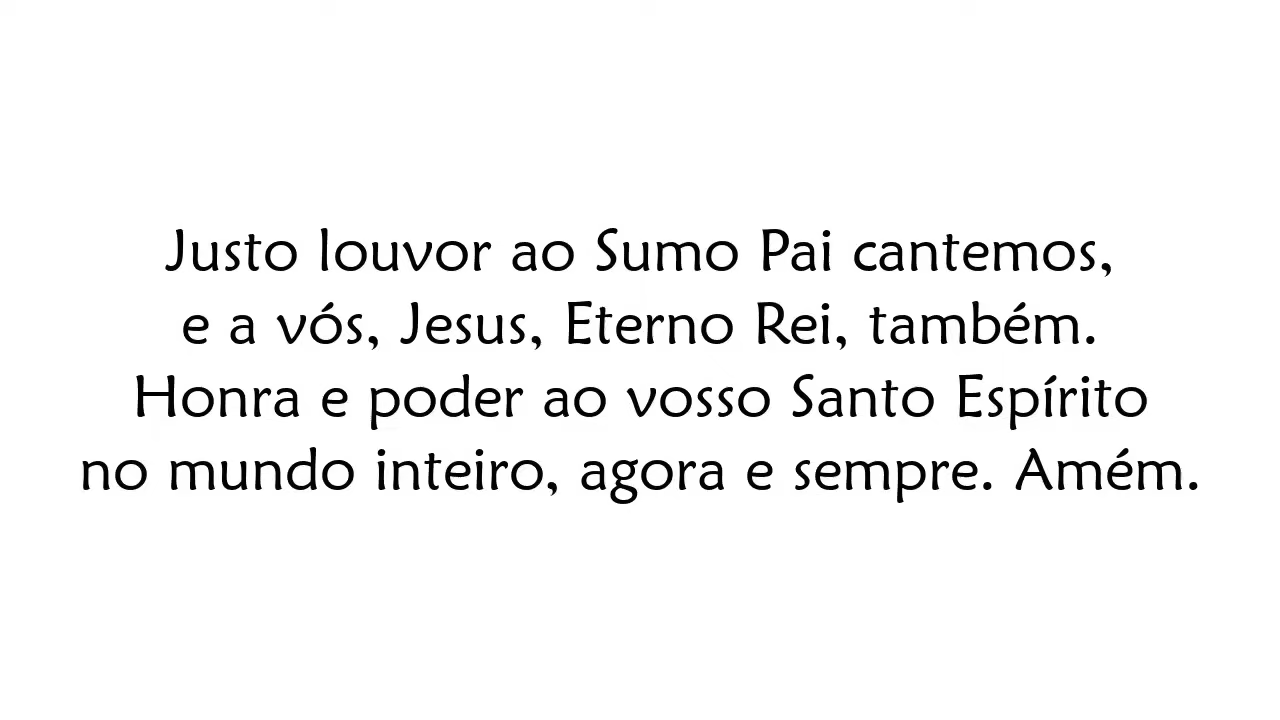 Justo louvor ao Sumo Pai cantemos,
e a vós, Jesus, Eterno Rei, também.
Honra e poder ao vosso Santo Espírito
no mundo inteiro, agora e sempre. Amém.